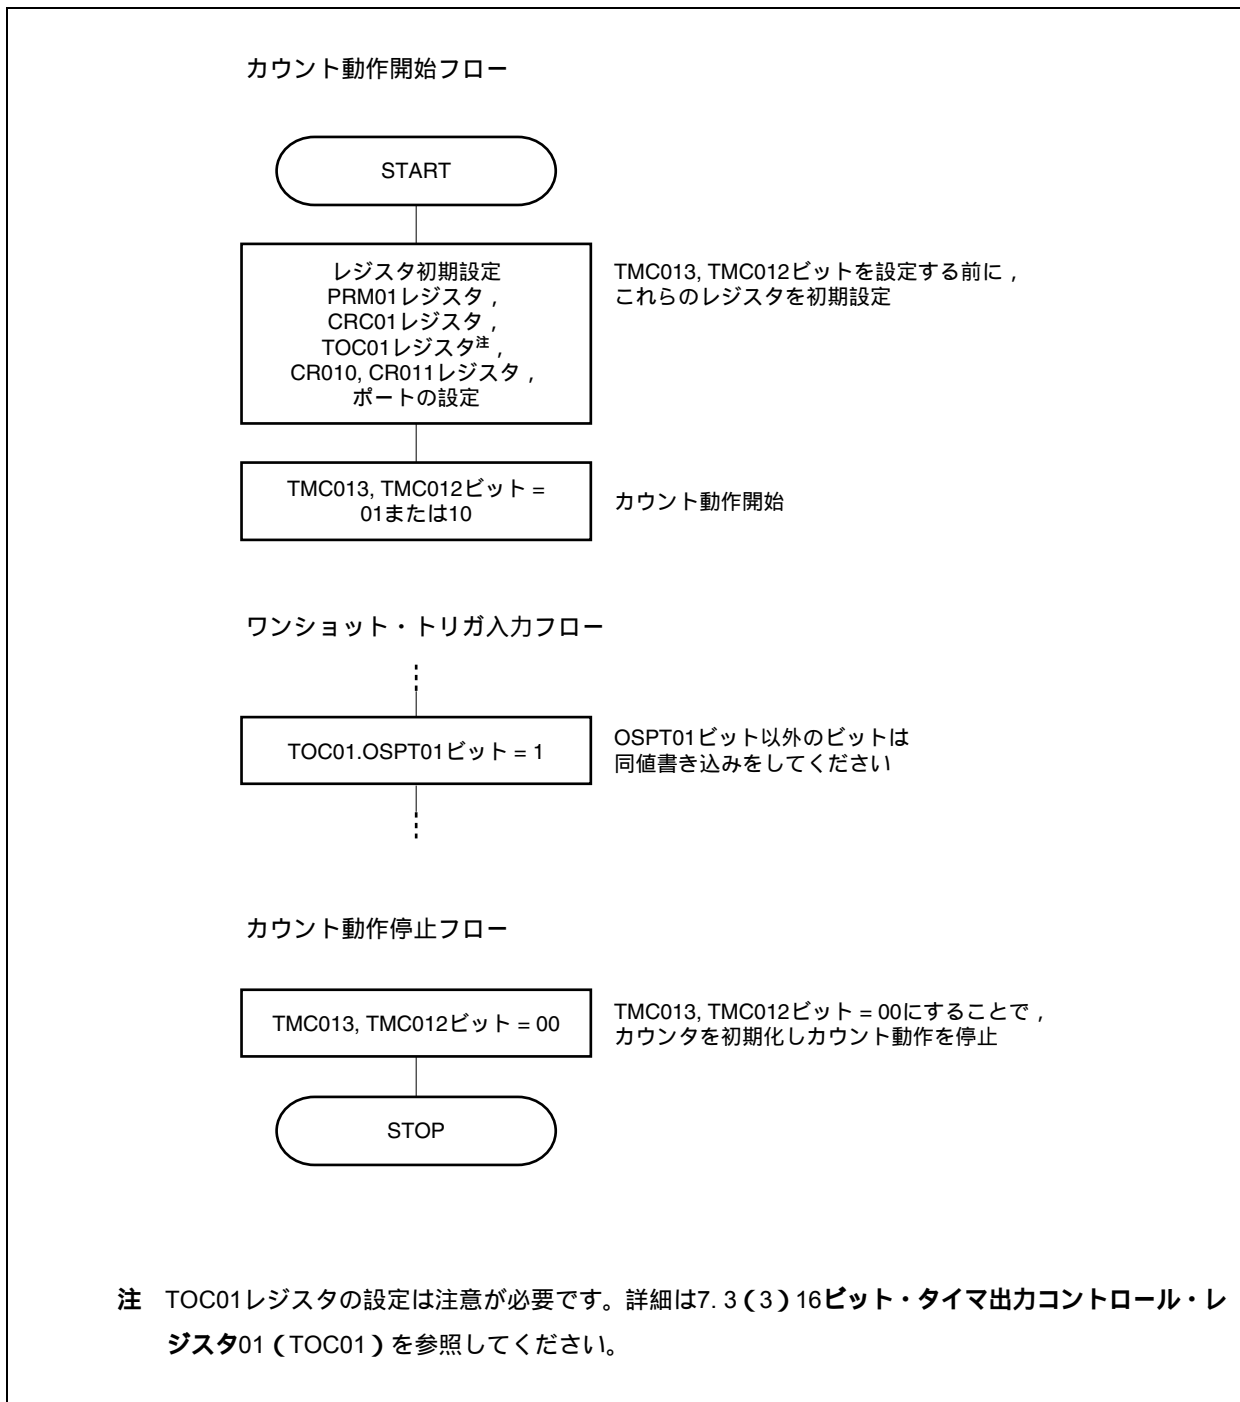 カウント動作開始フロー
START
レジスタ初期設定
PRM01レジスタ，
CRC01レジスタ，
TOC01レジスタ注，
CR010, CR011レジスタ，
ポートの設定
TMC013, TMC012ビットを設定する前に，
これらのレジスタを初期設定
TMC013, TMC012ビット =
01または10
カウント動作開始
ワンショット・トリガ入力フロー
TOC01.OSPT01ビット = 1
OSPT01ビット以外のビットは
同値書き込みをしてください
カウント動作停止フロー
TMC013, TMC012ビット = 00
TMC013, TMC012ビット = 00にすることで，
カウンタを初期化しカウント動作を停止
STOP
注　TOC01レジスタの設定は注意が必要です。詳細は7. 3（3）16ビット・タイマ出力コントロール・レ
ジスタ01（TOC01）を参照してください。